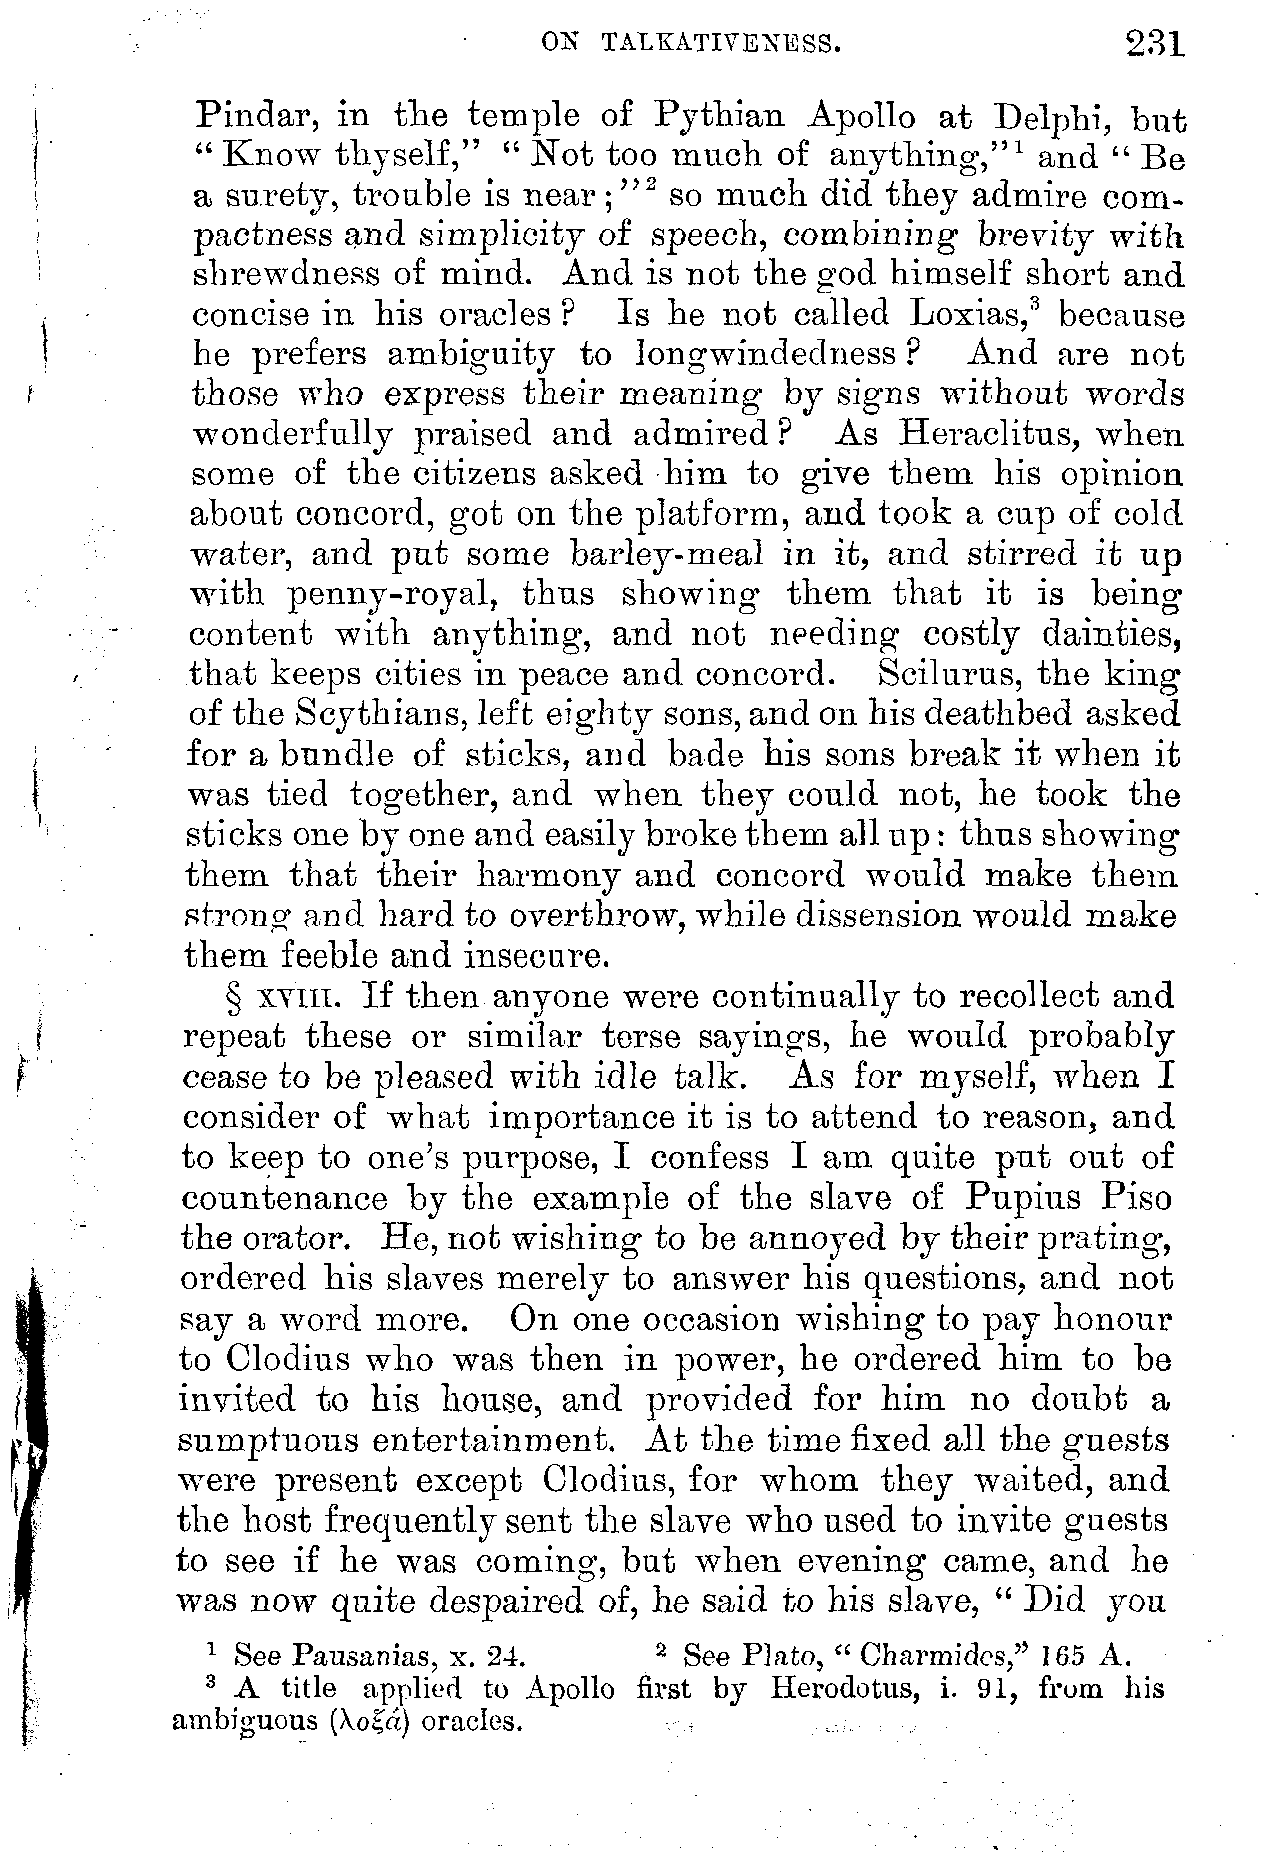 ON TALKATIVENESS. 231
Pindar, in the temple of Pythian Apollo at Delphi, but
“ Know thyself,” “ Not too much of anything,”¹ and “ Be
a surety, trouble is near ;”² so much did they admire com-
pactness and simplicity of speech, combining brevity with
shrewdness of mind. And is not the god himself short and
concise in his oracles ? Is he not called Loxias,³ because
he prefers ambiguity to longwindedness ? And are not
those who express their meaning by signs without words
wonderfully praised and admired ? As Heraclitus, when
some of the citizens asked him to give them his opinion
about concord, got on the platform, and took a cup of cold
water, and put some barley-meal in it, and stirred it up
with penny-royal, thus showing them that it is being
content with anything, and not needing costly dainties,
that keeps cities in peace and concord. Scilurus, the king
of the Scythians, left eighty sons, and on his deathbed asked
for a bundle of sticks, and bade his sons break it when it
was tied together, and when they could not, he took the
sticks one by one and easily broke them all up: thus showing
them that their harmony and concord would make them
strong and hard to overthrow, while dissension would make
them feeble and insecure.
§ XVIII. If then anyone were continually to recollect and
repeat these or similar terse sayings, he would probably
cease to be pleased with idle talk. As for myself, when I
consider of what importance it is to attend to reason, and
to keep to one’s purpose, I confess I am quite put out of
countenance by the example of the slave of Pupius Piso
the orator. He, not wishing to be annoyed by their prating,
ordered his slaves merely to answer his questions, and not
say a word more. On one occasion wishing to pay honour
to Clodius who was then in power, he ordered him to be
invited to his house, and provided for him no doubt a
sumptuous entertainment. At the time fixed all the guests
were present except Clodius, for whom they waited, and
the host frequently sent the slave who used to invite guests
to see if he was coming, but when evening came, and he
was now quite despaired of, he said to his slave, “ Did you
¹ See Pausanias, x. 24. ² See Plato, “ Charmides,” 165 A.
³ A title applied to Apollo first by Herodotus, i. 91, from his
ambiguous (λοξά) oracles.